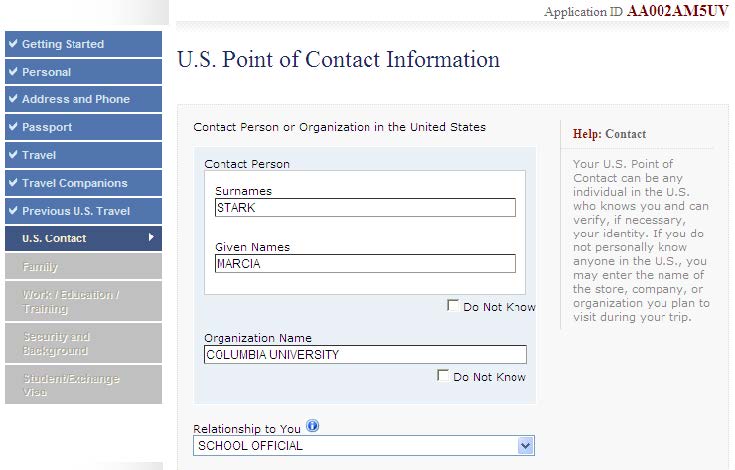 Application ID AA002AM5UV
Getting Started
Personal
Address and Phone
Passport
Travel
Travel Companions
Previous U.S. Travel
U.S. Contact
Family
Work / Education /
Training
Security and
Background
Student/Exchange
Visa
U.S. Point of Contact Information
Contact Person or Organization in the United States
Contact Person
Surnames
STARK
Given Names
MARCIA
Do Not Know
Organization Name
COLUMBIA UNIVERSITY
Do Not Know
Relationship to You
SCHOOL OFFICIAL
Help: Contact
Your U.S. Point of
Contact can be any
individual in the U.S.
who knows you and can
verify, if necessary,
your identity. If you do
not personally know
anyone in the U.S., you
may enter the name of
the store, company, or
organization you plan to
visit during your trip.